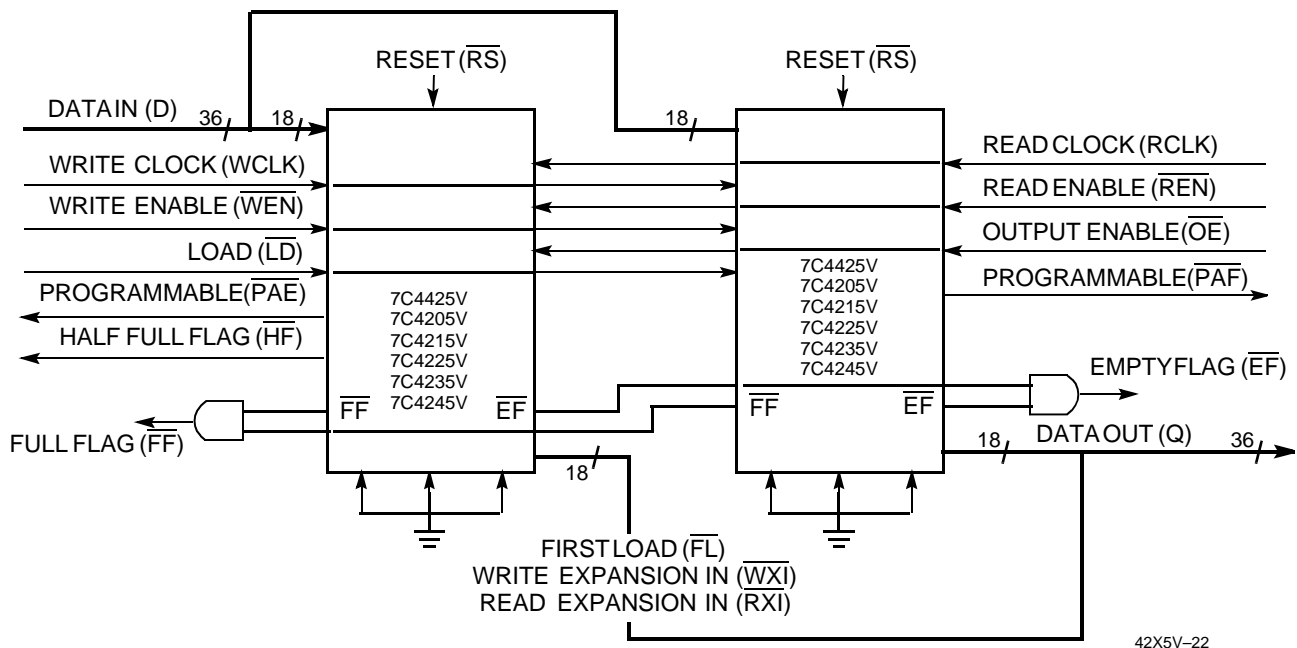 RESET (RS)
RESET (RS)
DATA IN (D)
36
18
18
WRITE CLOCK (WCLK)
READ CLOCK (RCLK)
WRITE ENABLE (WEN)
READ ENABLE (REN)
LOAD (LD)
OUTPUT ENABLE (OE)
PROGRAMMABLE (PAE)
PROGRAMMABLE (PAF)
HALF FULL FLAG (HF)
7C4425V
7C4205V
7C4215V
7C4225V
7C4235V
7C4245V
7C4425V
7C4205V
7C4215V
7C4225V
7C4235V
7C4245V
EMPTY FLAG (EF)
FF
EF
FF
EF
FULL FLAG (FF)
18
18
DATA OUT (Q)
36
FIRST LOAD (FL)
WRITE EXPANSION IN (WXI)
READ EXPANSION IN (RXI)
42X5V–22